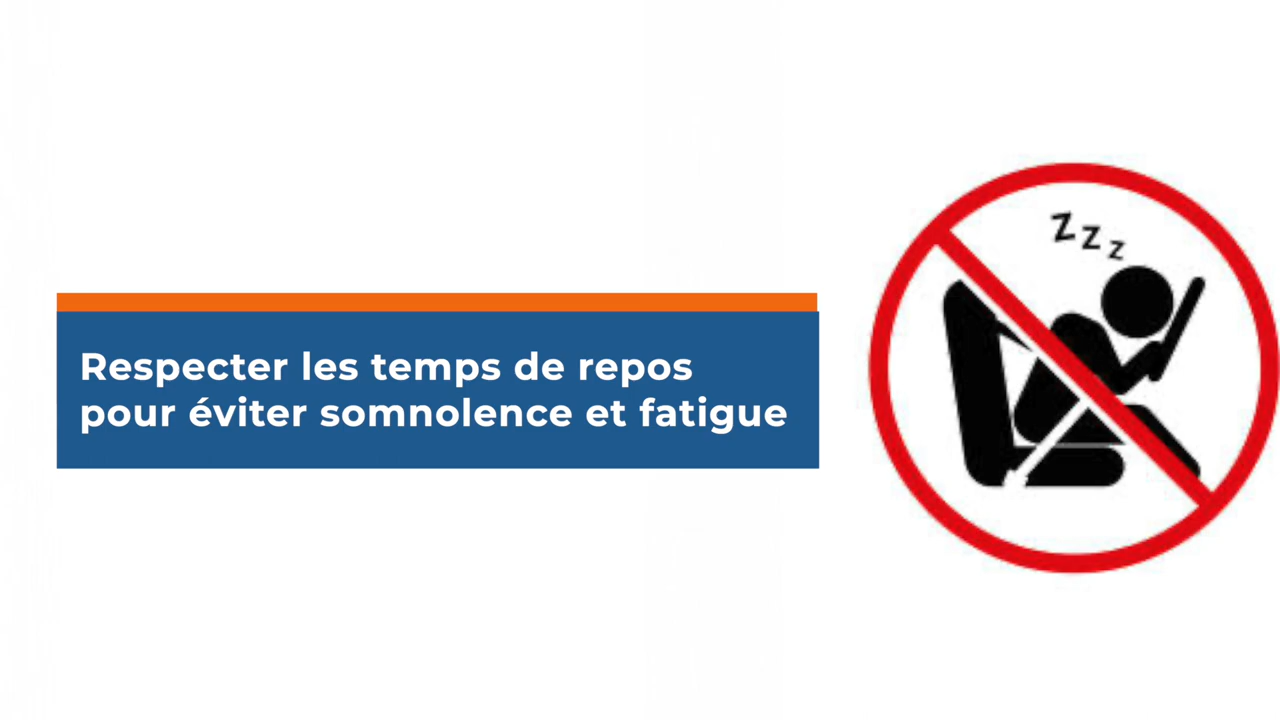 Respecter les temps de repos
pour éviter somnolence et fatigue
z z z